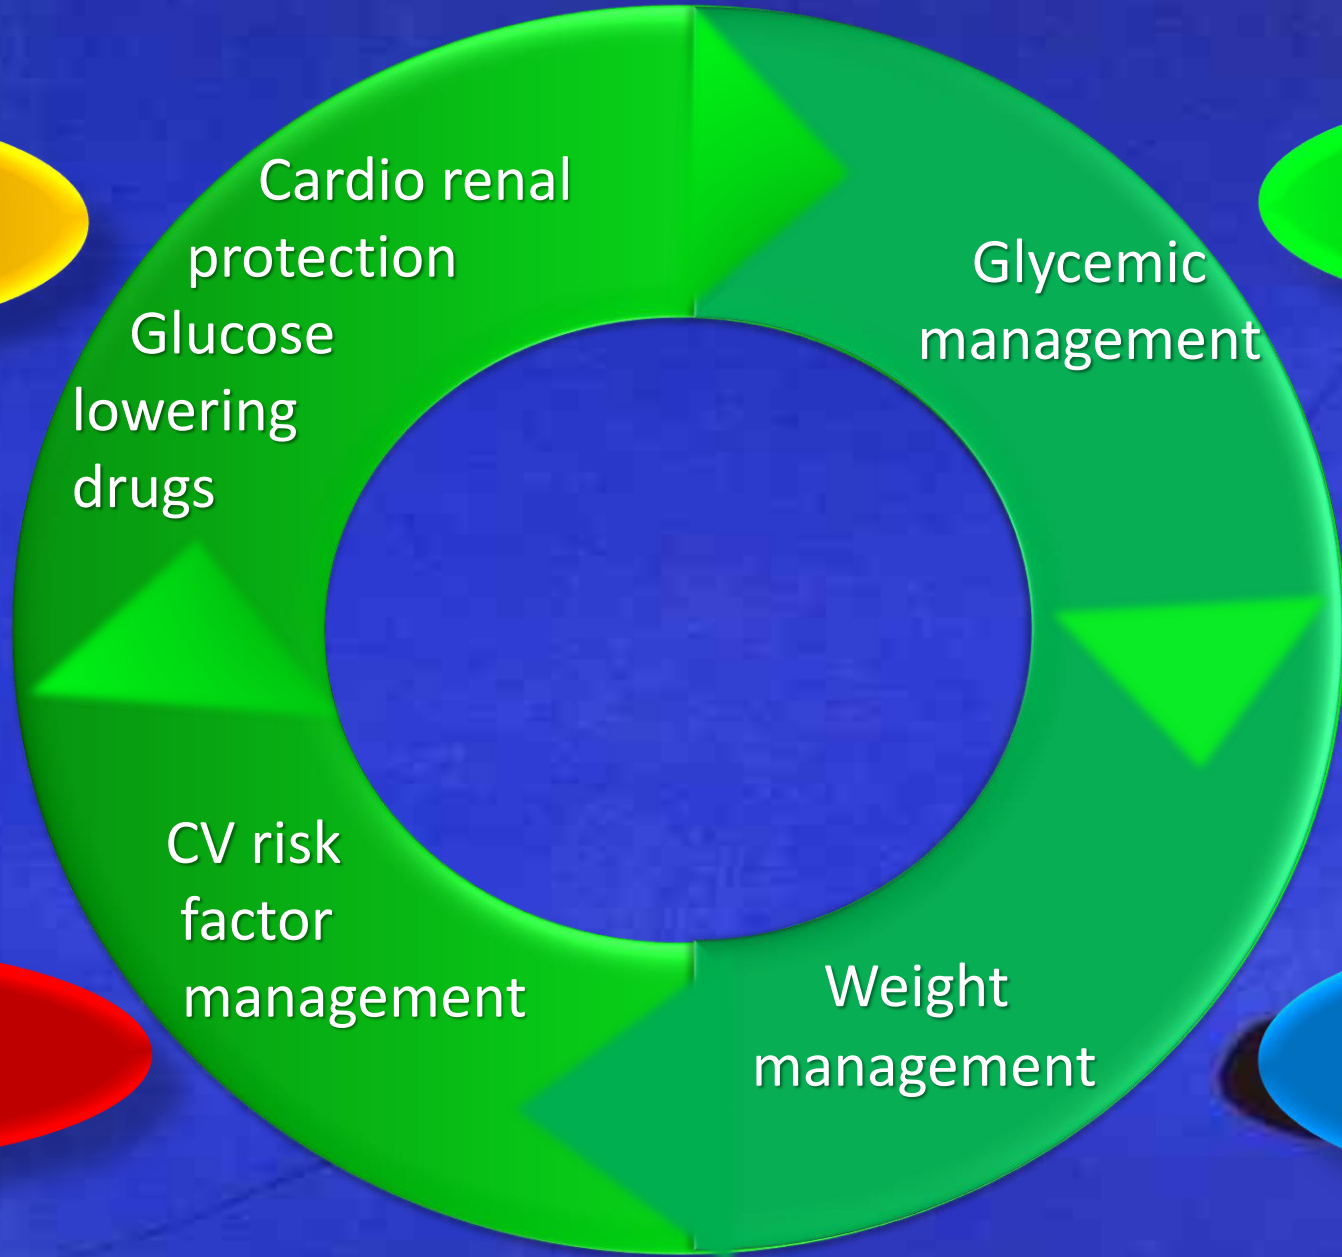 Cardio renal
protection
Glucose
lowering
drugs
Glycemic
management
CV risk
factor
management
Weight
management